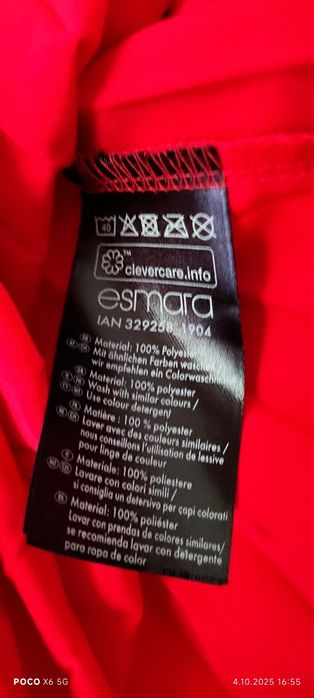 40
™
clevercare.info
esmara
IAN 329258 1904
Material: 100% Polyester
Mit ähnlichen Farben waschen/
wir empfehlen ein Colorwaschmittel
Material: 100% polyester
Wash with similar colours /
Use colour detergent
Matière : 100 % polyester
Laver avec des couleurs similaires /
nous conseillons l'utilisation de lessive
pour linge de couleur
Materiale: 100% poliestere
Lavare con colori simili /
si consiglia un detersivo per capi colorati
Material: 100% poliéster
Lavar con prendas de colores similares/
se recomienda lavar con detergente
para ropa de color
POCO X6 5G
4.10.2025 16:55